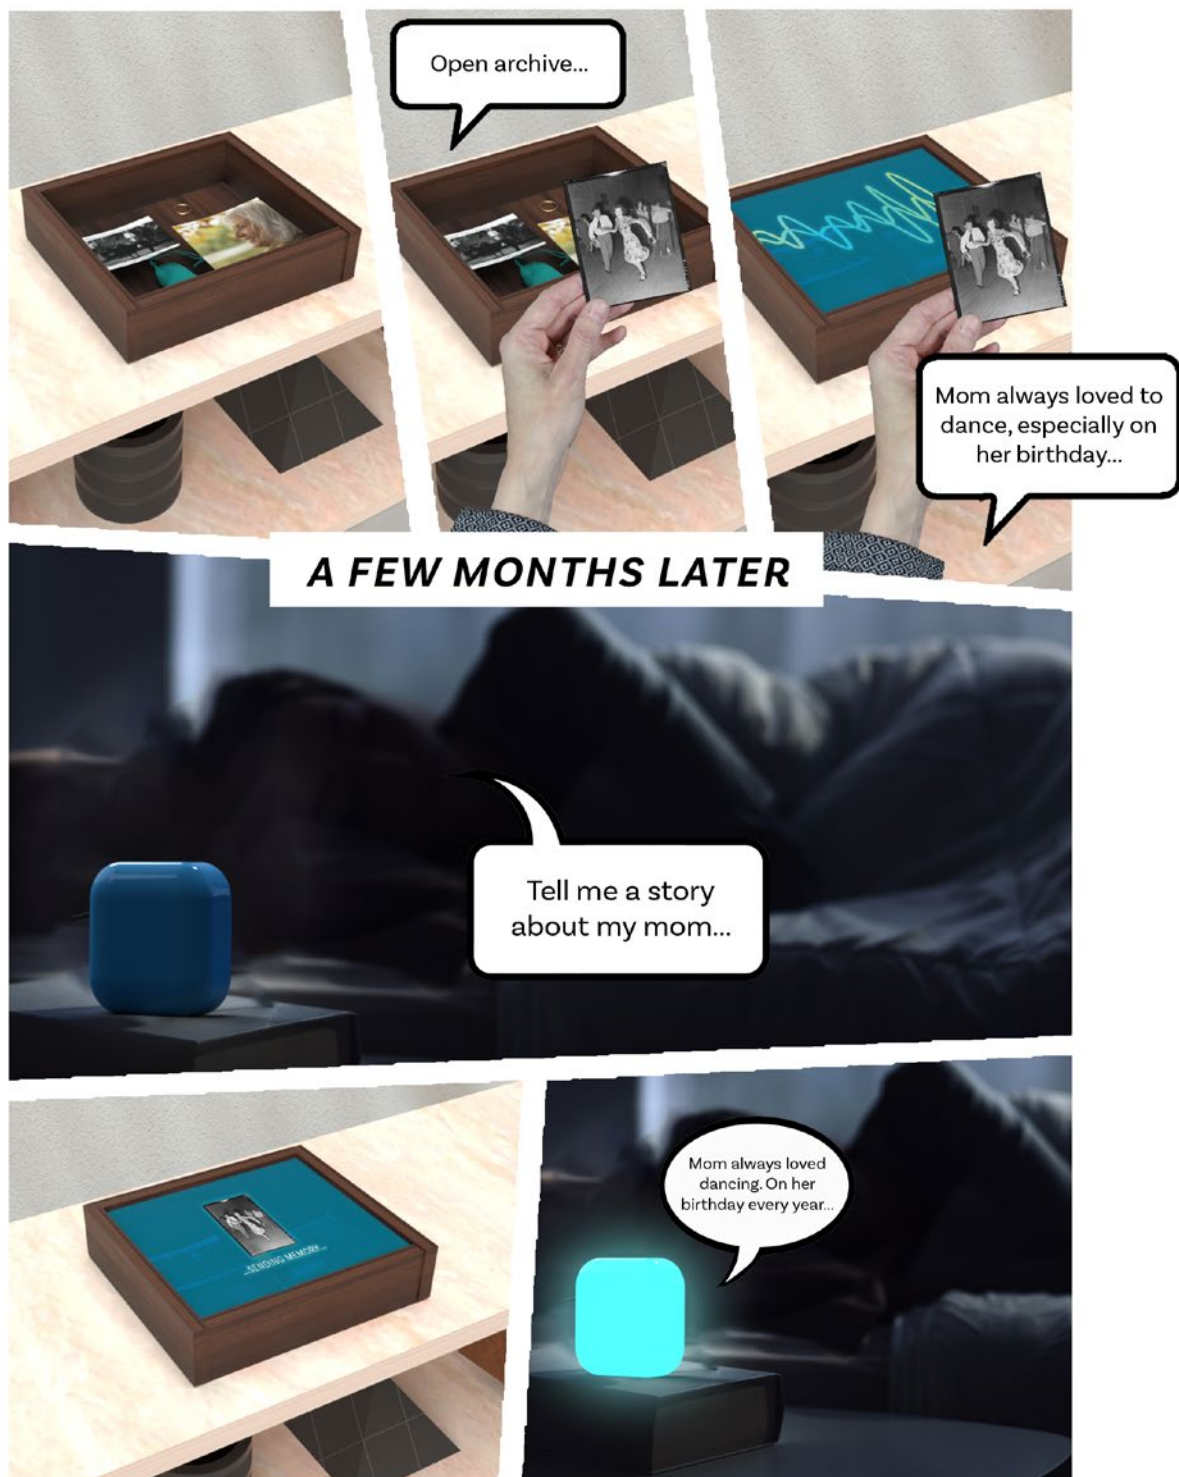 Open archive...
Mom always loved to
dance, especially on
her birthday...
A FEW MONTHS LATER
Tell me a story
about my mom...
...SENDING MEMORY...
Mom always loved
dancing. On her
birthday every year...